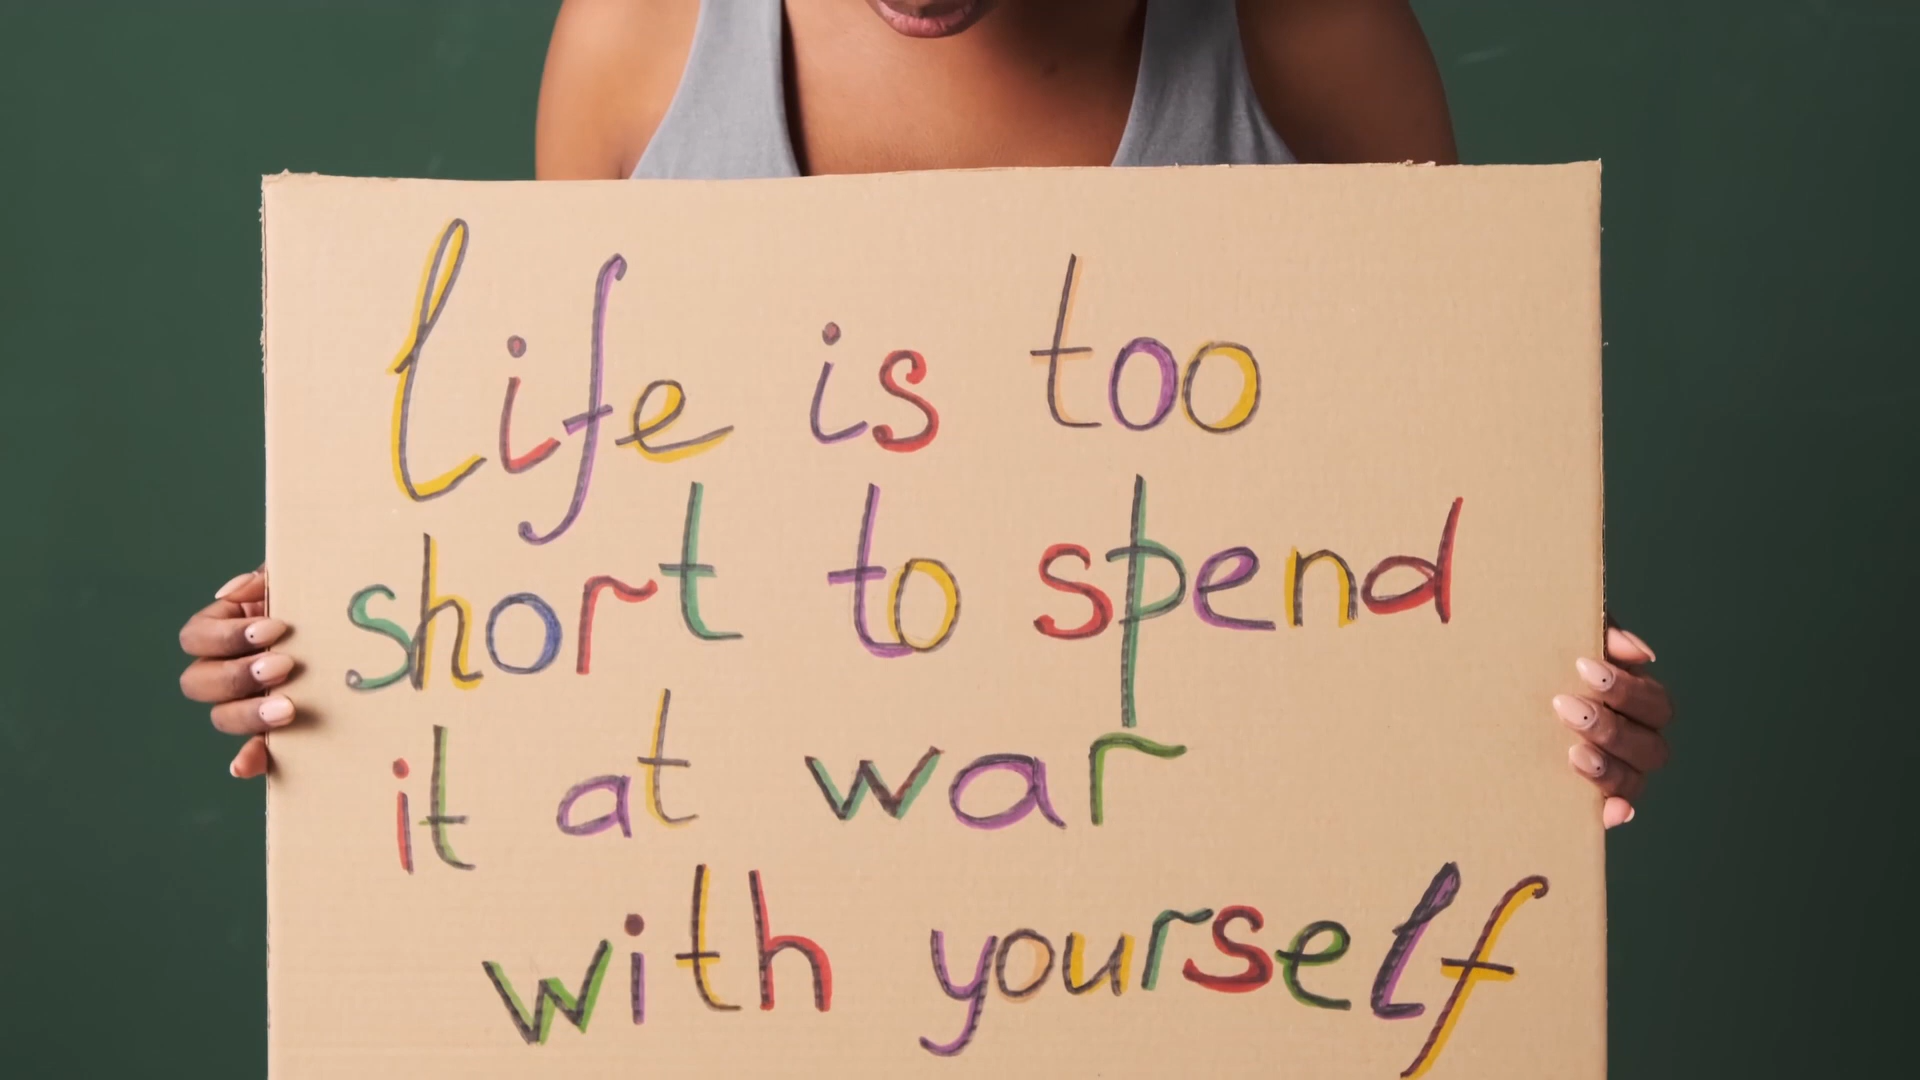 life is too
short to spend
it at war
with yourself